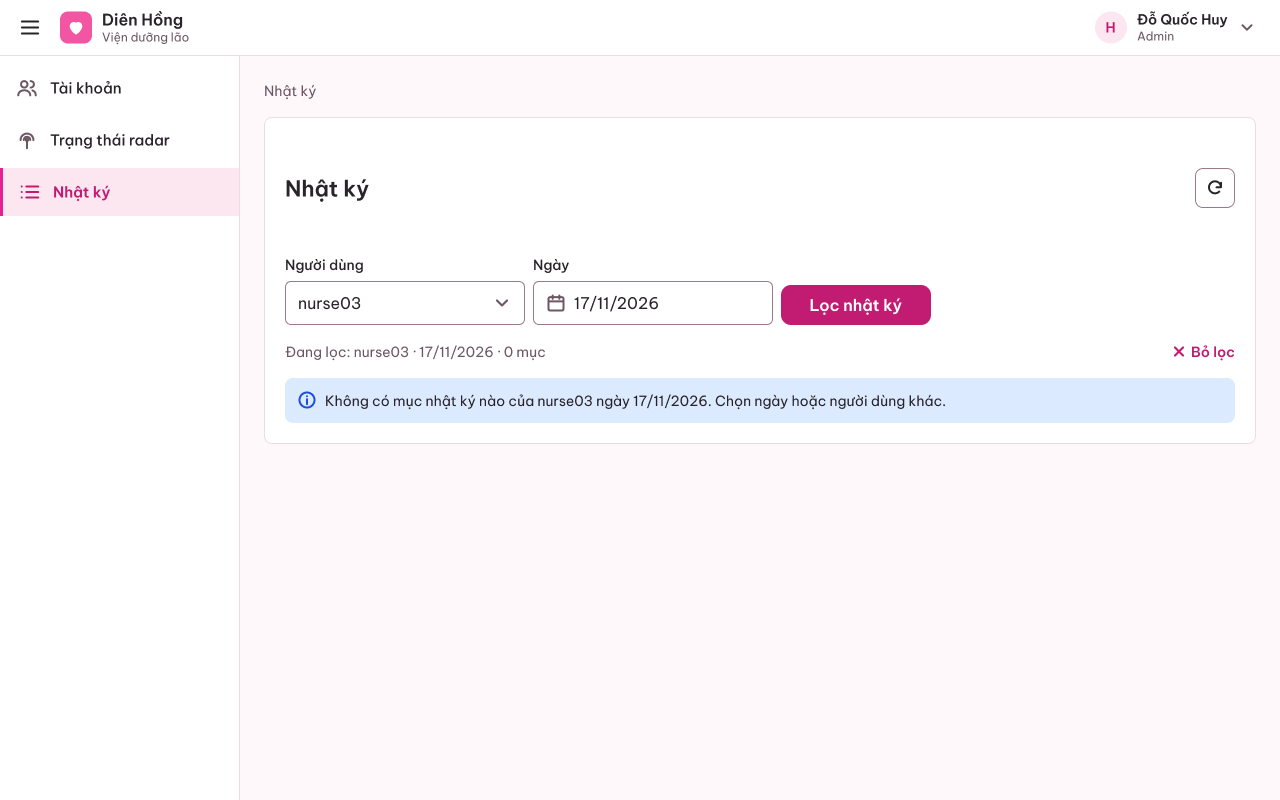 Diên Hồng
Viện dưỡng lão
H
Đỗ Quốc Huy
Admin
Tài khoản
Trạng thái radar
Nhật ký
Nhật ký
Nhật ký
Người dùng
Ngày
nurse03
17/11/2026
Lọc nhật ký
Đang lọc: nurse03 · 17/11/2026 · 0 mục
Bỏ lọc
Không có mục nhật ký nào của nurse03 ngày 17/11/2026. Chọn ngày hoặc người dùng khác.